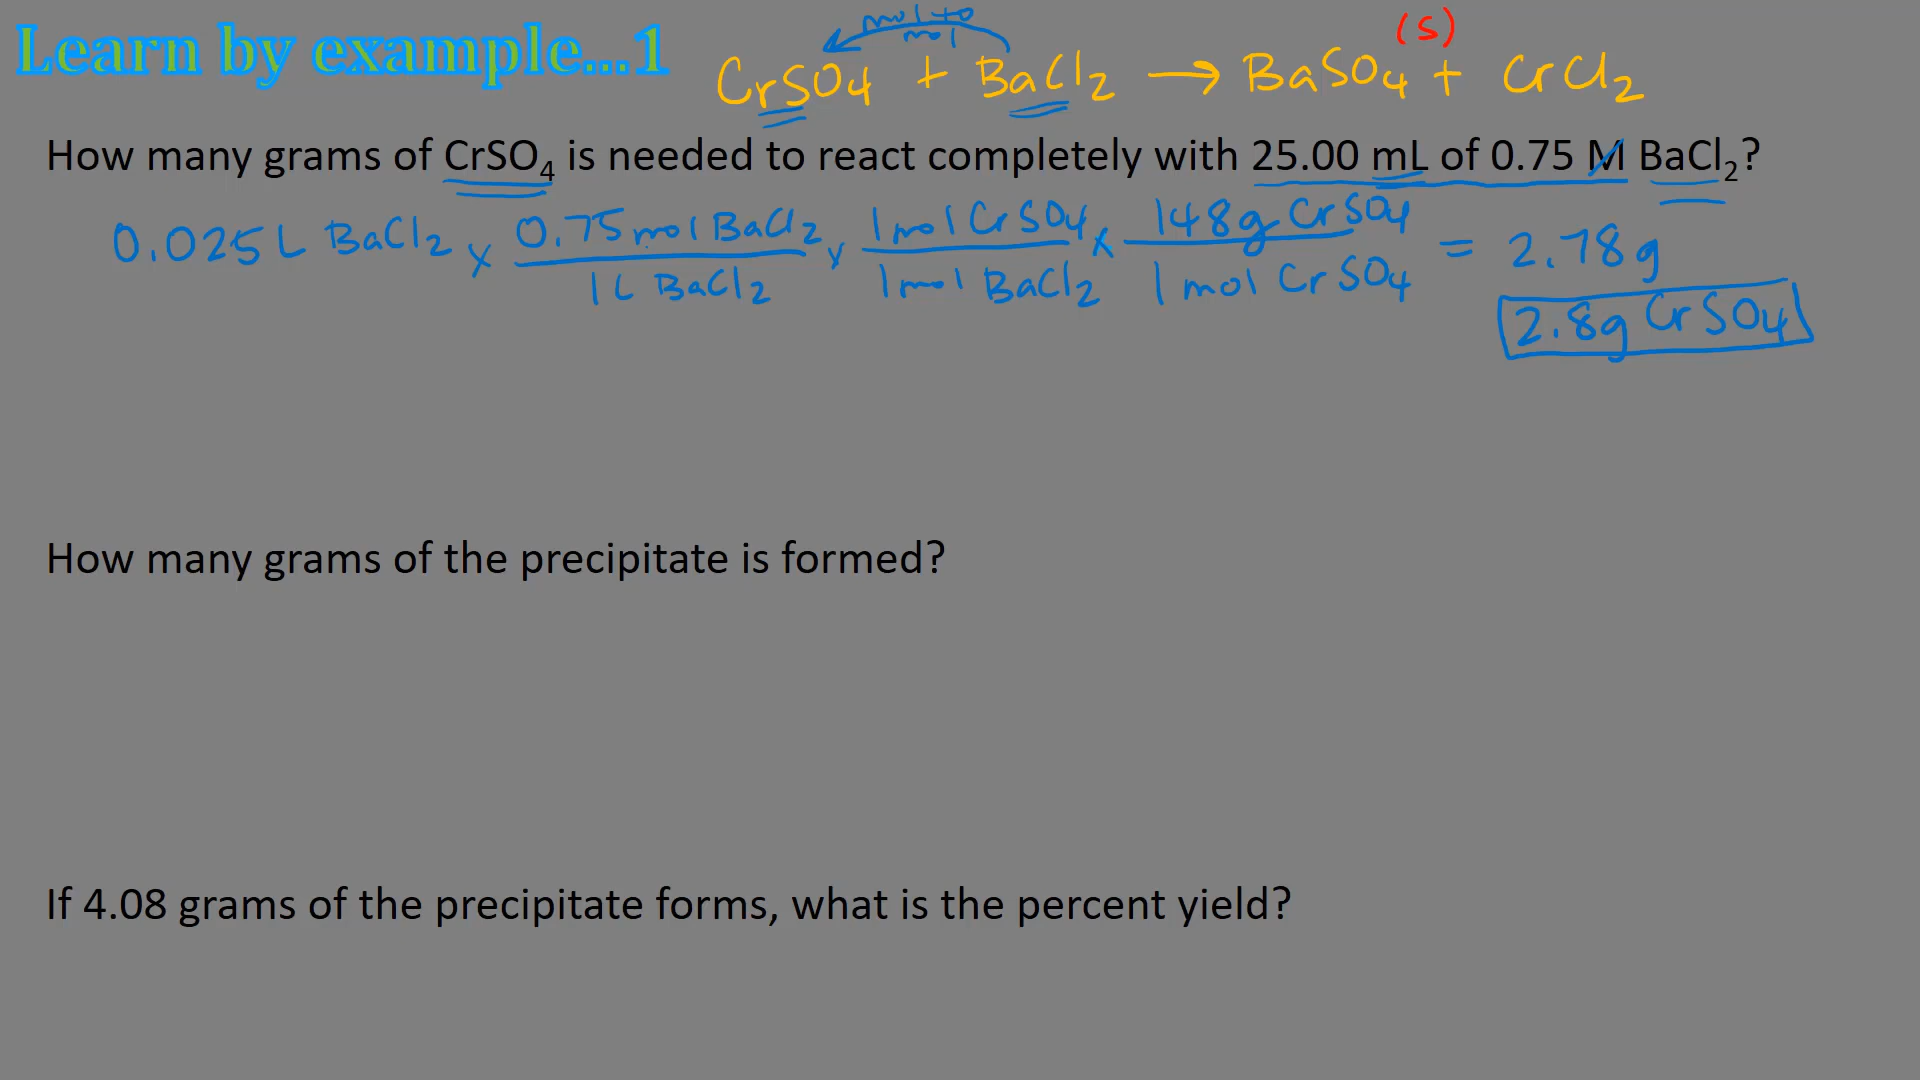 Learn by example...1
mol to mol
CrSO4 + BaCl2 → BaSO4 (s) + CrCl2
How many grams of CrSO4 is needed to react completely with 25.00 mL of 0.75 M BaCl2?
0.025 L BaCl2 x 0.75 mol BaCl2 / 1 L BaCl2 x 1 mol CrSO4 / 1 mol BaCl2 x 148g CrSO4 / 1 mol CrSO4 = 2.78g
2.8g CrSO4
How many grams of the precipitate is formed?
If 4.08 grams of the precipitate forms, what is the percent yield?